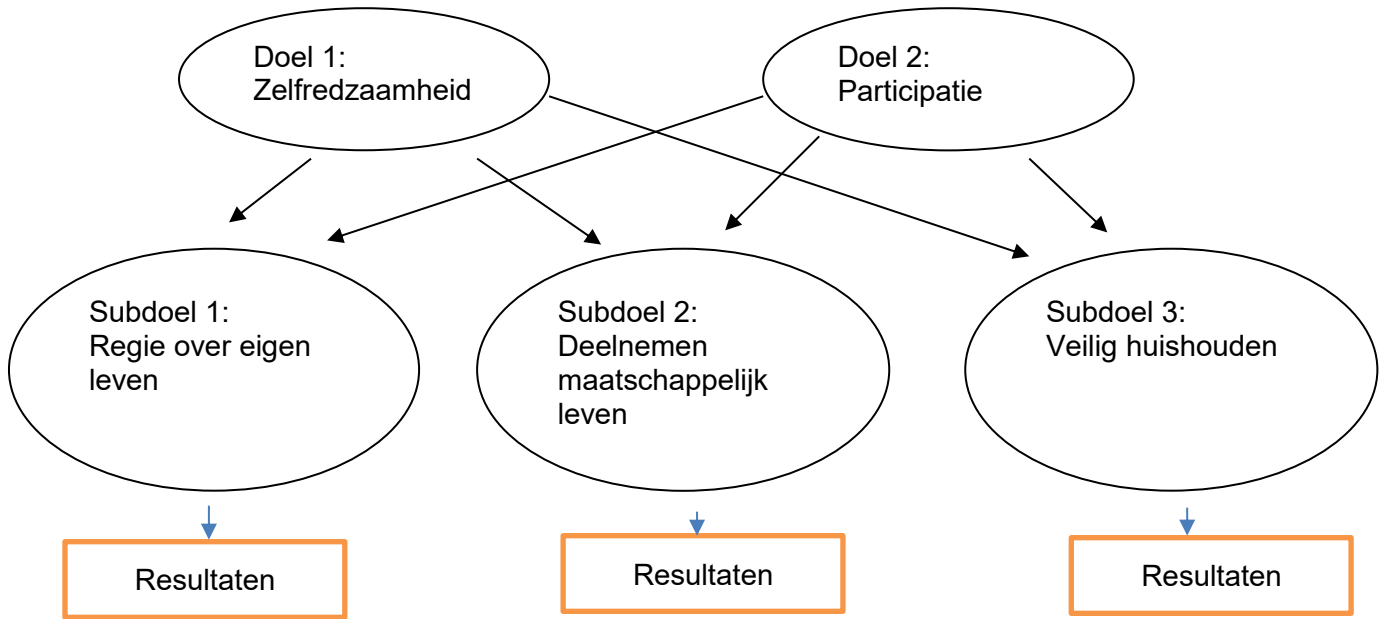 Doel 1:
Zelfredzaamheid
Doel 2:
Participatie
Subdoel 1:
Regie over eigen
leven
Subdoel 2:
Deelnemen
maatschappelijk
leven
Subdoel 3:
Veilig huishouden
Resultaten
Resultaten
Resultaten